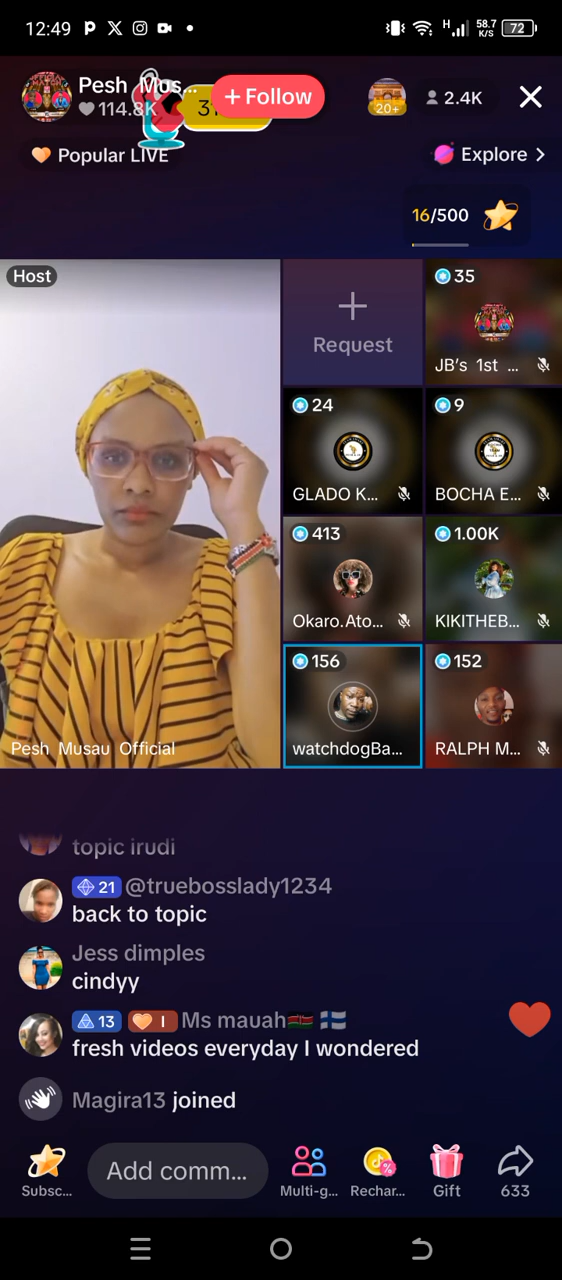 12:49
58.7
K/S
72
H
Pesh Mus...
+ Follow
114.8K
20+
2.4K
Popular LIVE
Explore
16/500
Host
Request
35
JB's 1st ...
24
GLADO K...
9
BOCHA E...
413
Okaro.Ato...
1.00K
KIKITHEB...
156
watchdogBa...
152
RALPH M...
Pesh Musau Official
topic irudi
21 @truebosslady1234
back to topic
Jess dimples
cindyy
13 I Ms mauah🇰🇪 🇫🇮
fresh videos everyday I wondered
Magira13 joined
Add comm...
Subsc...
Multi-g...
Rechar...
Gift
633